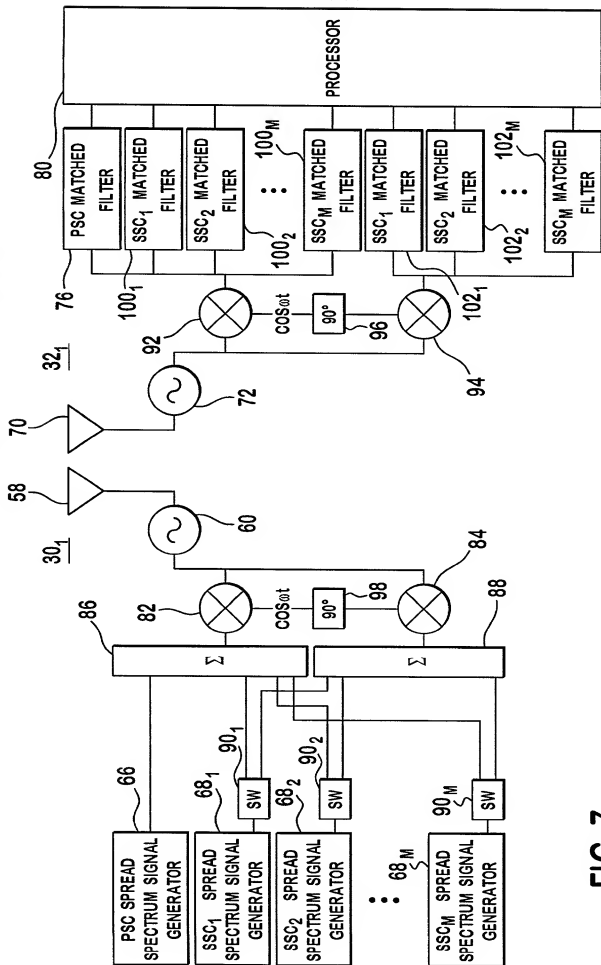 30₁
58
70
32₁
60
72
86
82
COSωt
90°
98
84
88
Σ
Σ
66
PSC SPREAD
SPECTRUM SIGNAL
GENERATOR
68₁
SSC₁ SPREAD
SPECTRUM SIGNAL
GENERATOR
90₁
SW
68₂
SSC₂ SPREAD
SPECTRUM SIGNAL
GENERATOR
90₂
SW
68M
SSCM SPREAD
SPECTRUM SIGNAL
GENERATOR
90M
SW
92
COSωt
90°
96
94
76
PSC MATCHED
FILTER
100₁
SSC₁ MATCHED
FILTER
SSC₂ MATCHED
FILTER
100₂
100M
SSCM MATCHED
FILTER
102₁
SSC₁ MATCHED
FILTER
SSC₂ MATCHED
FILTER
102₂
102M
SSCM MATCHED
FILTER
80
PROCESSOR
FIG. 7